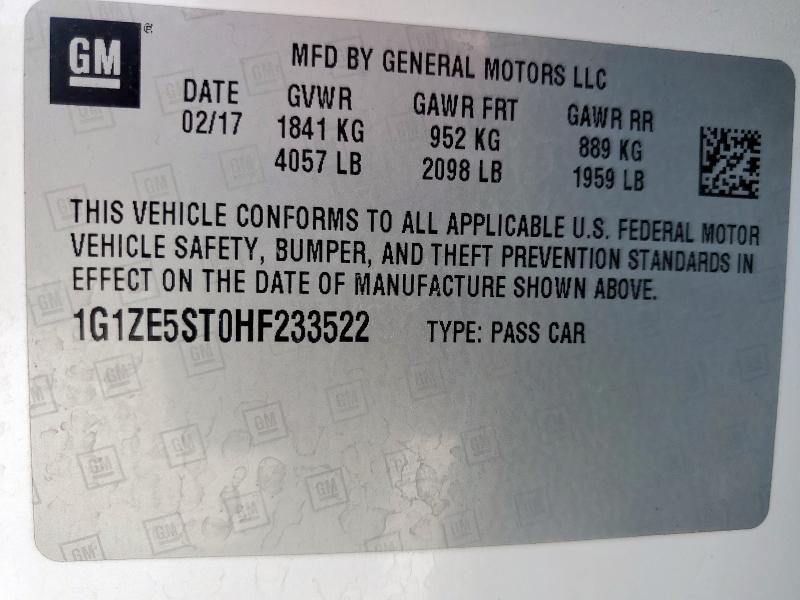 GM
MFD BY GENERAL MOTORS LLC
DATE GVWR GAWR FRT GAWR RR
02/17 1841 KG 952 KG 889 KG
4057 LB 2098 LB 1959 LB
THIS VEHICLE CONFORMS TO ALL APPLICABLE U.S. FEDERAL MOTOR
VEHICLE SAFETY, BUMPER, AND THEFT PREVENTION STANDARDS IN
EFFECT ON THE DATE OF MANUFACTURE SHOWN ABOVE.
1G1ZE5ST0HF233522 TYPE: PASS CAR